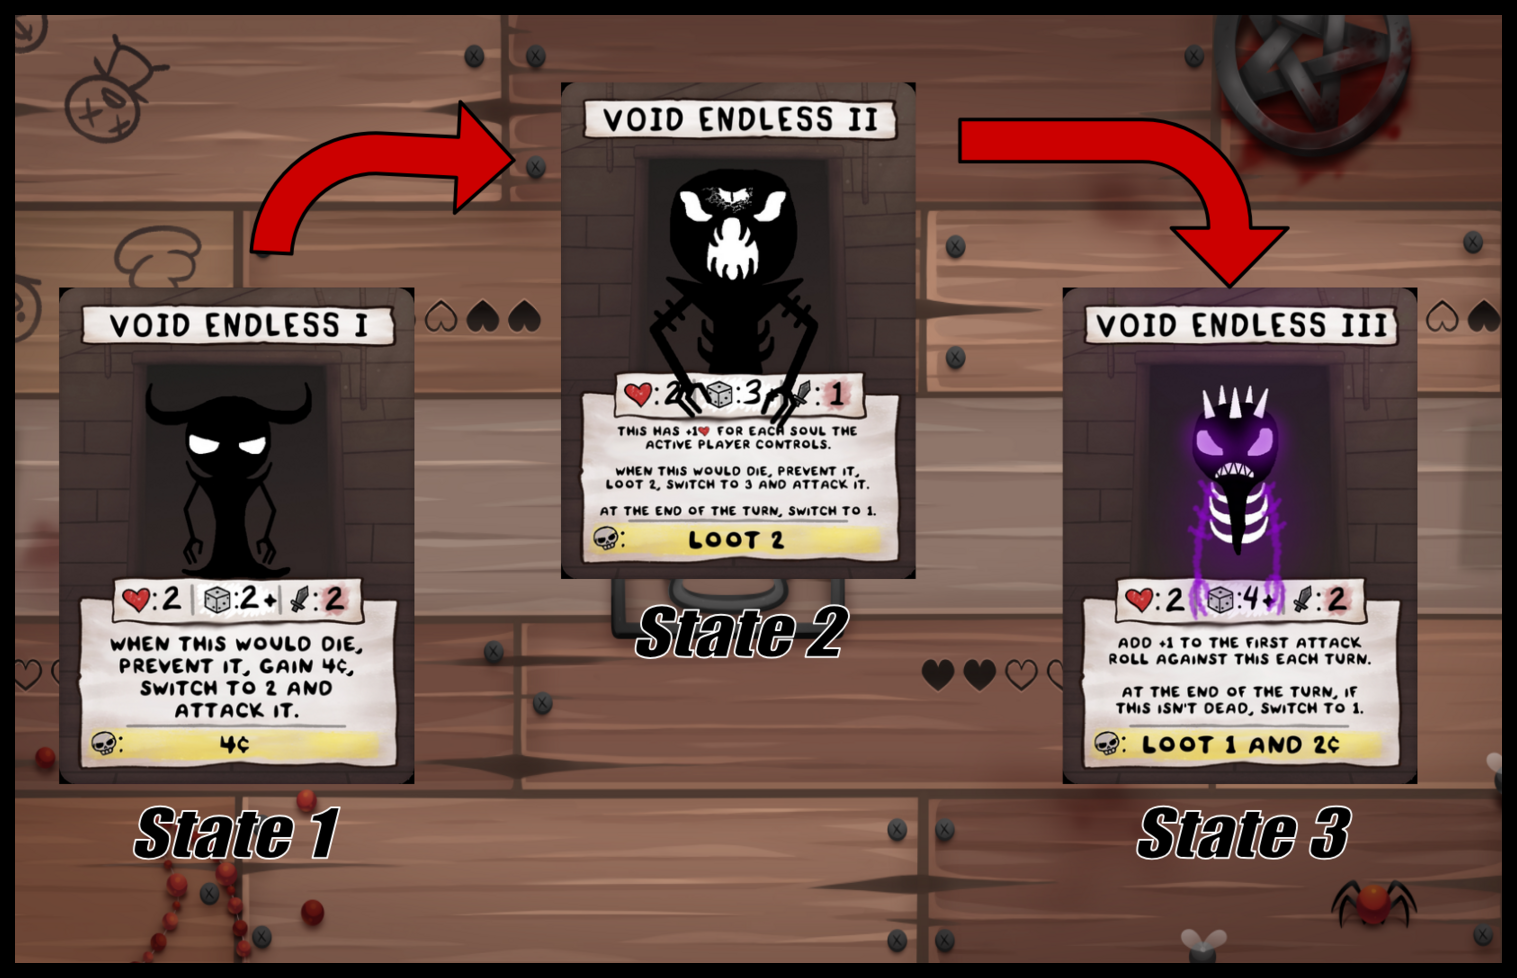 VOID ENDLESS I
♥:2 | :2+ | :2
WHEN THIS WOULD DIE,
PREVENT IT, GAIN 4¢,
SWITCH TO 2 AND
ATTACK IT.
: 4¢
State 1
VOID ENDLESS II
♥:2 | :3+ | :1
THIS HAS +1♥ FOR EACH SOUL THE
ACTIVE PLAYER CONTROLS.
WHEN THIS WOULD DIE, PREVENT IT,
LOOT 2, SWITCH TO 3 AND ATTACK IT.
AT THE END OF THE TURN, SWITCH TO 1.
: LOOT 2
State 2
VOID ENDLESS III
♥:2 | :4+ | :2
ADD +1 TO THE FIRST ATTACK
ROLL AGAINST THIS EACH TURN.
AT THE END OF THE TURN, IF
THIS ISN'T DEAD, SWITCH TO 1.
: LOOT 1 AND 2¢
State 3